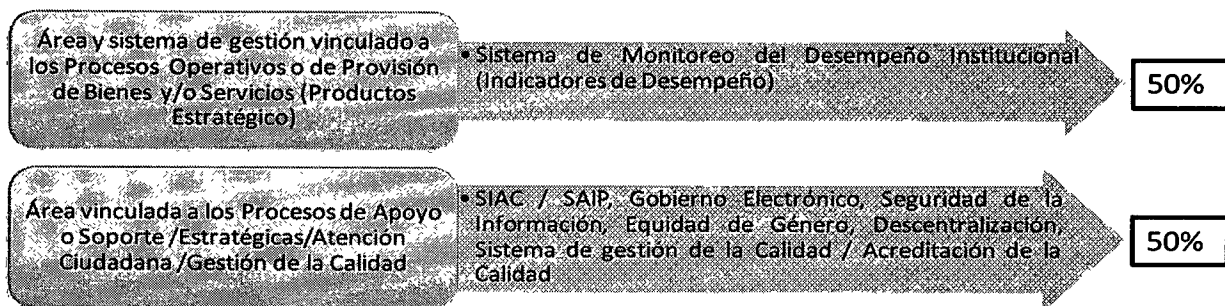 Área y sistema de gestión vinculado a
los Procesos Operativos o de Provisión
de Bienes y/o Servicios (Productos
Estratégico)
• Sistema de Monitoreo del Desempeño Institucional
(Indicadores de Desempeño)
50%
Área vinculada a los Procesos de Apoyo
o Soporte /Estratégicas/Atención
Ciudadana /Gestión de la Calidad
• SIAC / SAIP, Gobierno Electrónico, Seguridad de la
Información, Equidad de Género, Descentralización,
Sistema de gestión de la Calidad / Acreditación de la
Calidad
50%